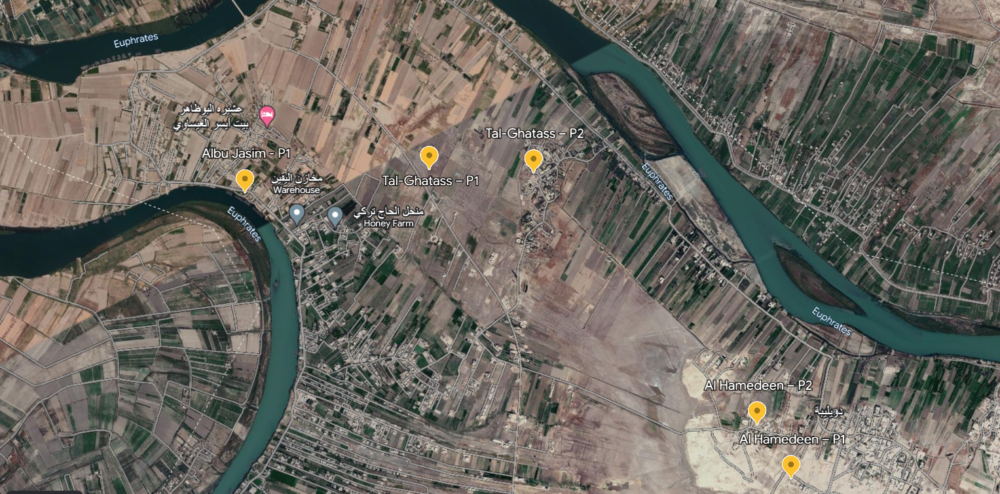 Euphrates
عشيره البوظاهر
بيت أيسر العيساوي
Tal-Ghatass – P2
Albu Jasim - P1
مخازن اليقين
Warehouse
Tal-Ghatass – P1
Euphrates
Euphrates
منحل الحاج تركي
Honey Farm
Euphrates
Al Hamedeen – P2
دويليبة
Al Hamedeen – P1